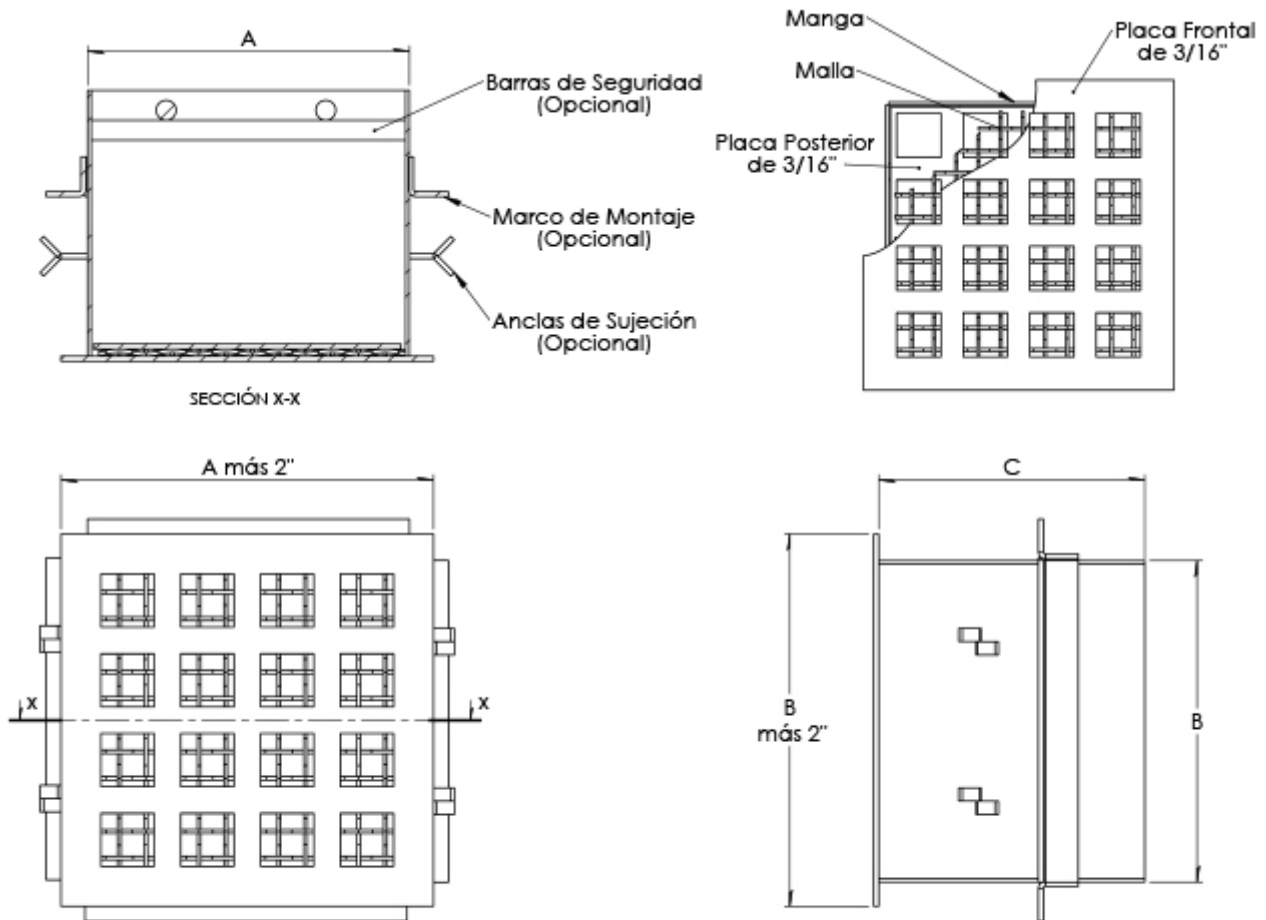 A
Barras de Seguridad
(Opcional)
Marco de Montaje
(Opcional)
Anclas de Sujeción
(Opcional)
SECCIÓN X-X
Manga
Malla
Placa Frontal
de 3/16"
Placa Posterior
de 3/16"
A más 2"
x
x
C
B
más 2"
B